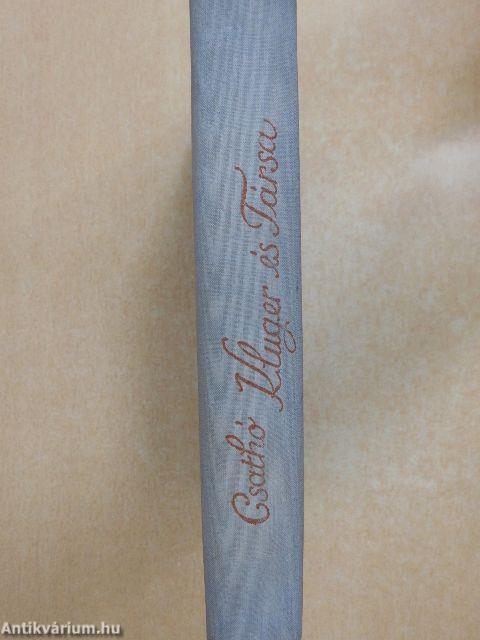 Csathó Kluger és Társa
Antikvárium.hu